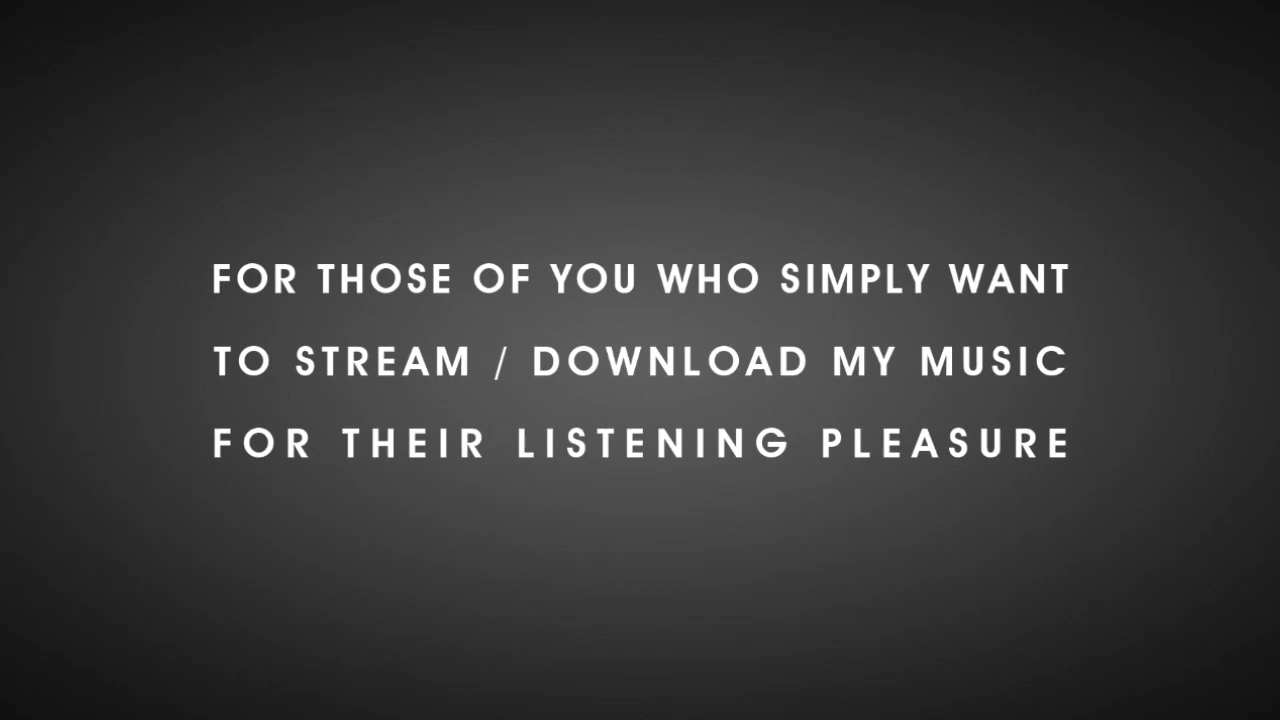 FOR THOSE OF YOU WHO SIMPLY WANT
TO STREAM / DOWNLOAD MY MUSIC
FOR THEIR LISTENING PLEASURE